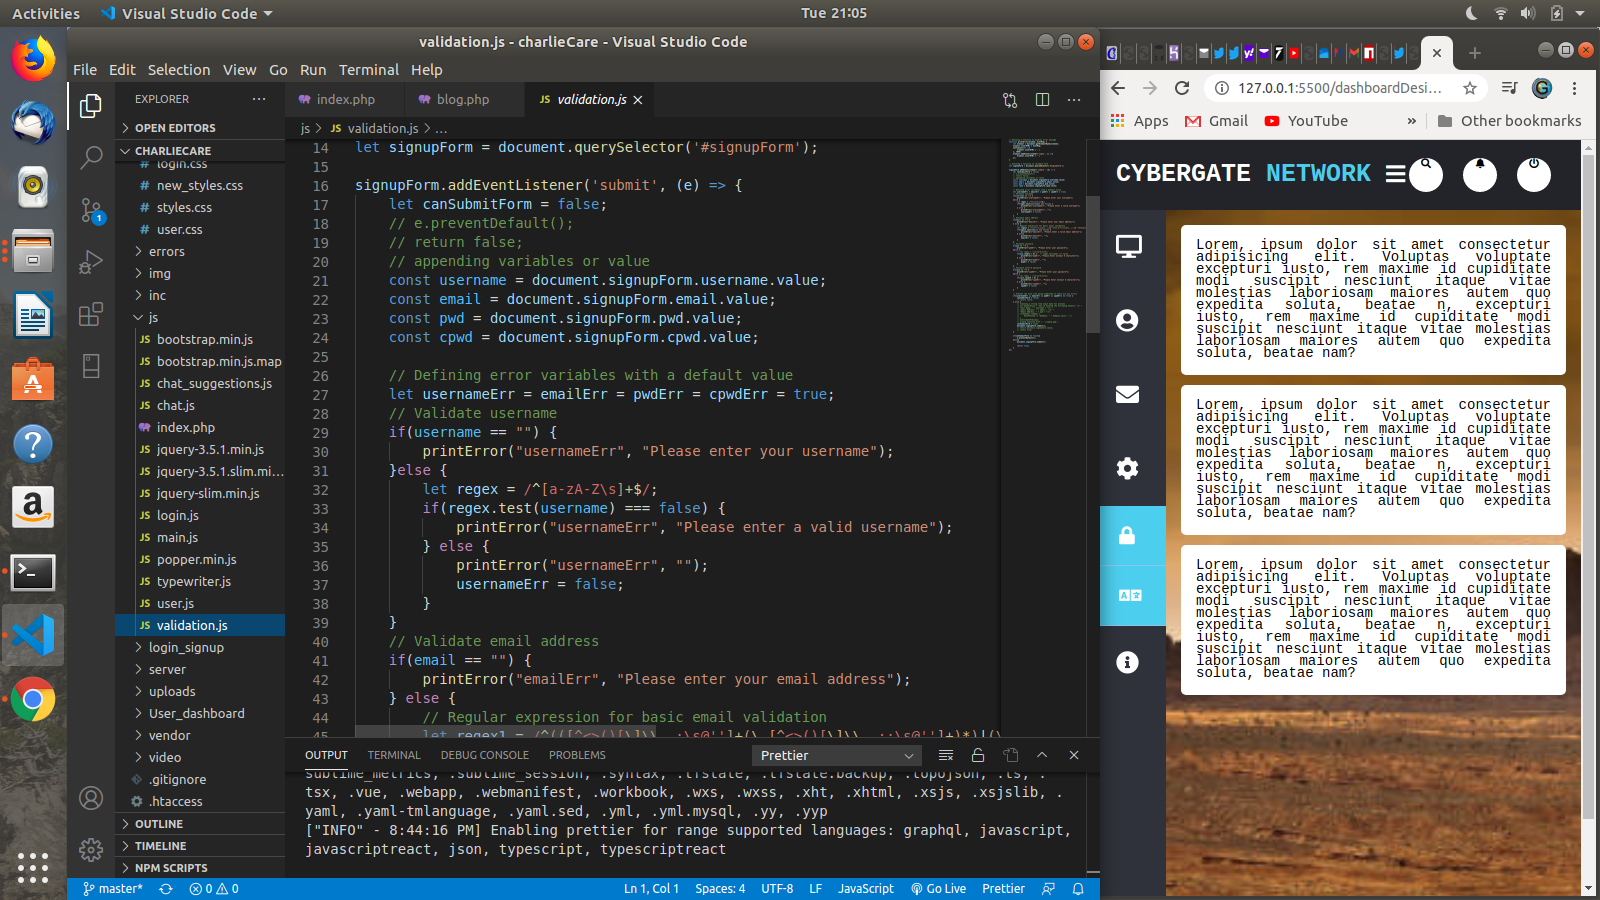 Activities
Visual Studio Code
Tue 21:05
validation.js - charlieCare - Visual Studio Code
File Edit Selection View Go Run Terminal Help
EXPLORER
OPEN EDITORS
CHARLIECARE
login.css
new_styles.css
styles.css
user.css
errors
img
inc
js
JS bootstrap.min.js
JS bootstrap.min.js.map
JS chat_suggestions.js
JS chat.js
index.php
JS jquery-3.5.1.min.js
JS jquery-3.5.1.slim.mi...
JS jquery-slim.min.js
JS login.js
JS main.js
JS popper.min.js
JS typewriter.js
JS user.js
JS validation.js
login_signup
server
uploads
User_dashboard
vendor
video
.gitignore
.htaccess
OUTLINE
TIMELINE
NPM SCRIPTS
index.php
blog.php
JS validation.js
js > JS validation.js > ...
14 let signupForm = document.querySelector('#signupForm');
15
16 signupForm.addEventListener('submit', (e) => {
17 let canSubmitForm = false;
18 // e.preventDefault();
19 // return false;
20 // appending variables or value
21 const username = document.signupForm.username.value;
22 const email = document.signupForm.email.value;
23 const pwd = document.signupForm.pwd.value;
24 const cpwd = document.signupForm.cpwd.value;
25
26 // Defining error variables with a default value
27 let usernameErr = emailErr = pwdErr = cpwdErr = true;
28 // Validate username
29 if(username == "") {
30 printError("usernameErr", "Please enter your username");
31 }else {
32 let regex = /^[a-zA-Z\s]+$/;
33 if(regex.test(username) === false) {
34 printError("usernameErr", "Please enter a valid username");
35 } else {
36 printError("usernameErr", "");
37 usernameErr = false;
38 }
39 }
40 // Validate email address
41 if(email == "") {
42 printError("emailErr", "Please enter your email address");
43 } else {
44 // Regular expression for basic email validation
OUTPUT TERMINAL DEBUG CONSOLE PROBLEMS
Prettier
sublime_metrics, .sublime_session, .syntax, .tfstate, .tfstate.backup, .topojson, .ts, .
tsx, .vue, .webapp, .webmanifest, .workbook, .wxs, .wxss, .xht, .xhtml, .xsjs, .xsjslib, .
yaml, .yaml-tmlanguage, .yaml.sed, .yml, .yml.mysql, .yy, .yyp
["INFO" - 8:44:16 PM] Enabling prettier for range supported languages: graphql, javascript,
javascriptreact, json, typescript, typescriptreact
master*
0
0
Ln 1, Col 1
Spaces: 4
UTF-8
LF
JavaScript
Go Live
Prettier
1
127.0.0.1:5500/dashboardDesi...
Apps
Gmail
YouTube
»
Other bookmarks
CYBERGATE NETWORK
Lorem, ipsum dolor sit amet consectetur
adipisicing elit. Voluptas voluptate
excepturi iusto, rem maxime id cupiditate
modi suscipit nesciunt itaque vitae
molestias laboriosam maiores autem quo
expedita soluta, beatae n, excepturi
iusto, rem maxime id cupiditate modi
suscipit nesciunt itaque vitae molestias
laboriosam maiores autem quo expedita
soluta, beatae nam?
Lorem, ipsum dolor sit amet consectetur
adipisicing elit. Voluptas voluptate
excepturi iusto, rem maxime id cupiditate
modi suscipit nesciunt itaque vitae
molestias laboriosam maiores autem quo
expedita soluta, beatae n, excepturi
iusto, rem maxime id cupiditate modi
suscipit nesciunt itaque vitae molestias
laboriosam maiores autem quo expedita
soluta, beatae nam?
Lorem, ipsum dolor sit amet consectetur
adipisicing elit. Voluptas voluptate
excepturi iusto, rem maxime id cupiditate
modi suscipit nesciunt itaque vitae
molestias laboriosam maiores autem quo
expedita soluta, beatae n, excepturi
iusto, rem maxime id cupiditate modi
suscipit nesciunt itaque vitae molestias
laboriosam maiores autem quo expedita
soluta, beatae nam?